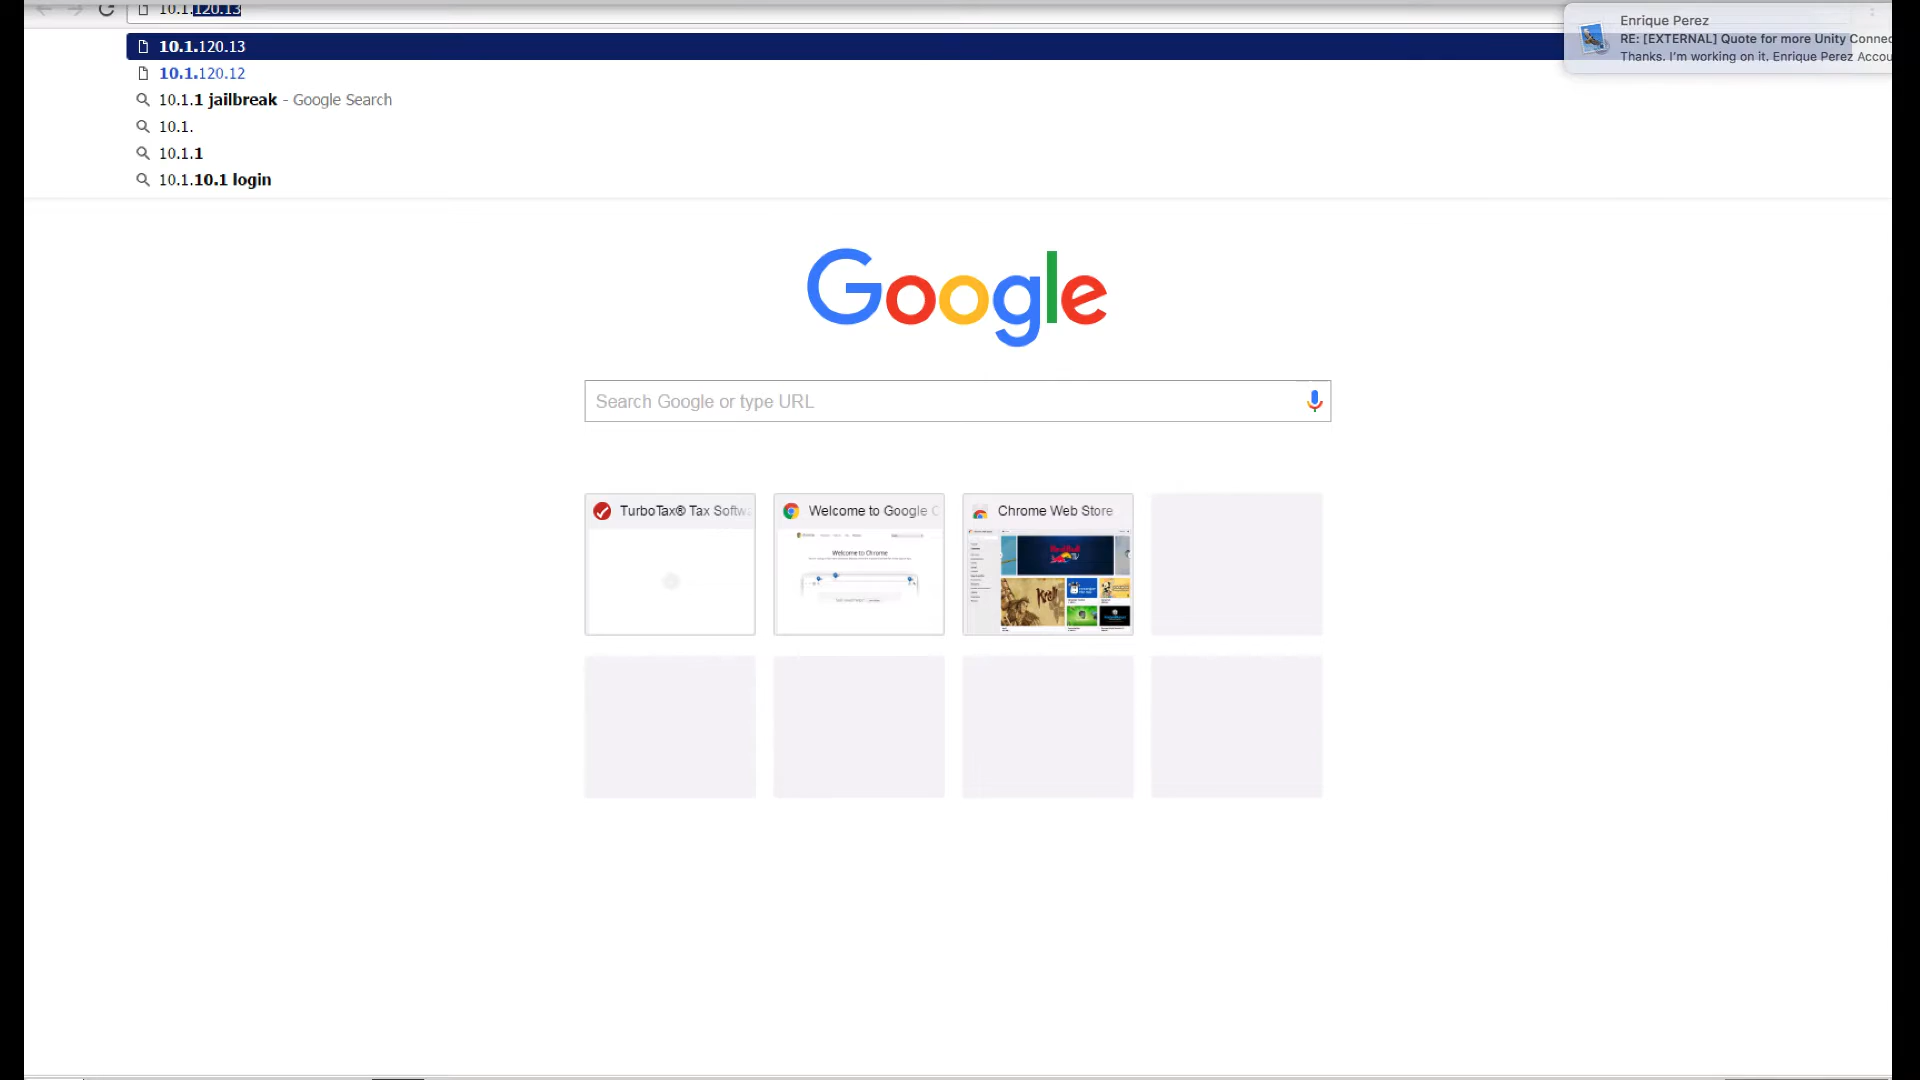 10.1.120.13
Enrique Perez
RE: [EXTERNAL] Quote for more Unity Connec
Thanks. I'm working on it. Enrique Perez Accou
10.1.120.13
10.1.120.12
10.1.1 jailbreak - Google Search
10.1.
10.1.1
10.1.10.1 login
Google
Search Google or type URL
TurboTax® Tax Softw
Welcome to Google C
Chrome Web Store
Welcome to Chrome